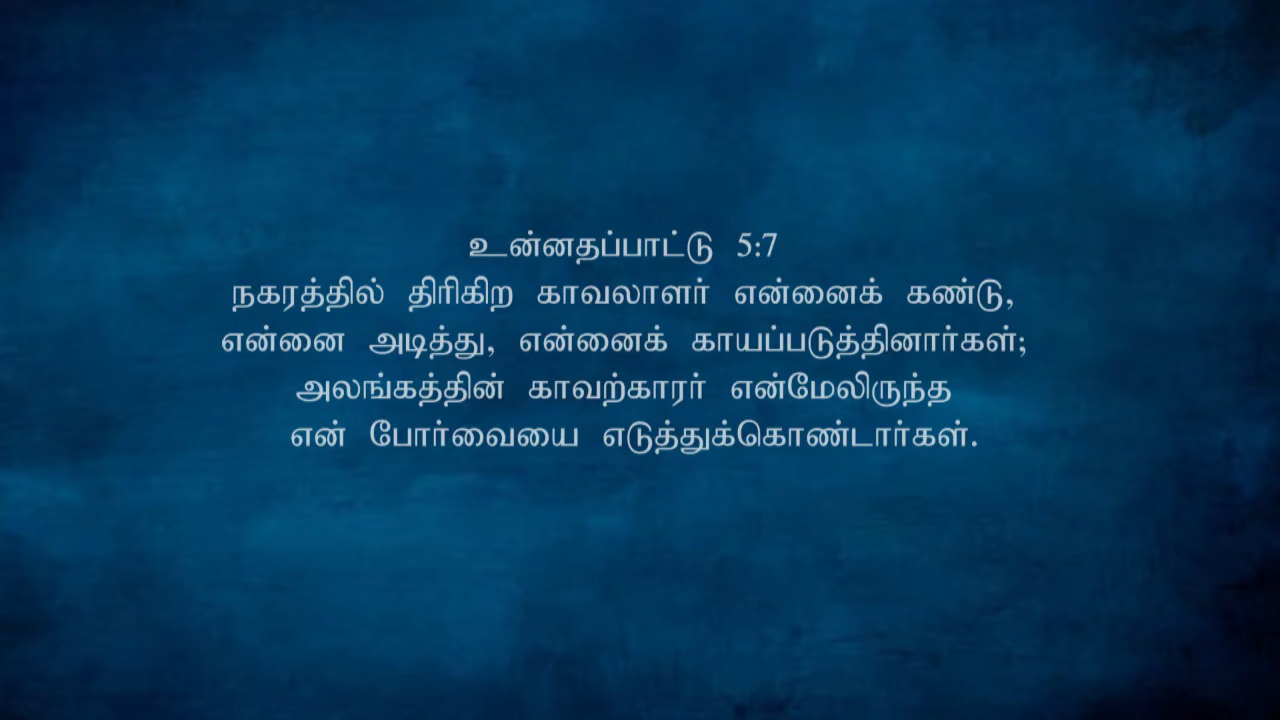 உன்னதப்பாட்டு 5:7
நகரத்தில் திரிகிற காவலாளர் என்னைக் கண்டு,
என்னை அடித்து, என்னைக் காயப்படுத்தினார்கள்;
அலங்கத்தின் காவற்காரர் என்மேலிருந்த
என் போர்வையை எடுத்துக்கொண்டார்கள்.